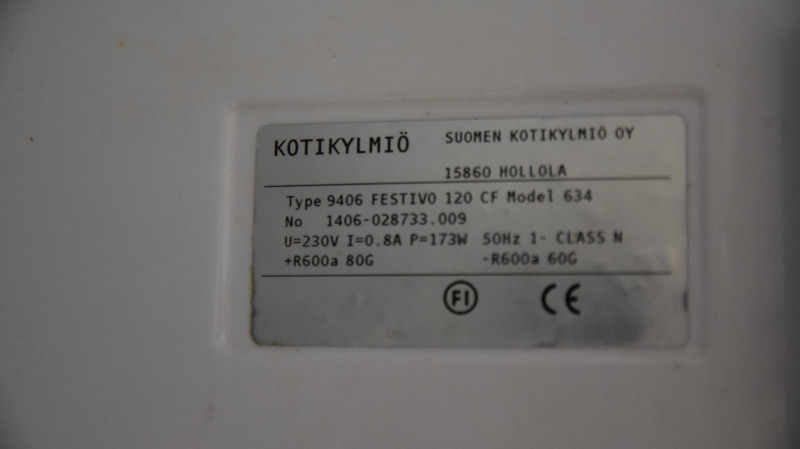 KOTIKYLMIÖ
SUOMEN KOTIKYLMIÖ OY
15860 HOLLOLA
Type 9406 FESTIVO 120 CF Model 634
No 1406-028733.009
U=230V I=0.8A P=173W 50Hz 1- CLASS N
+R600a 80G -R600a 60G
FI CE